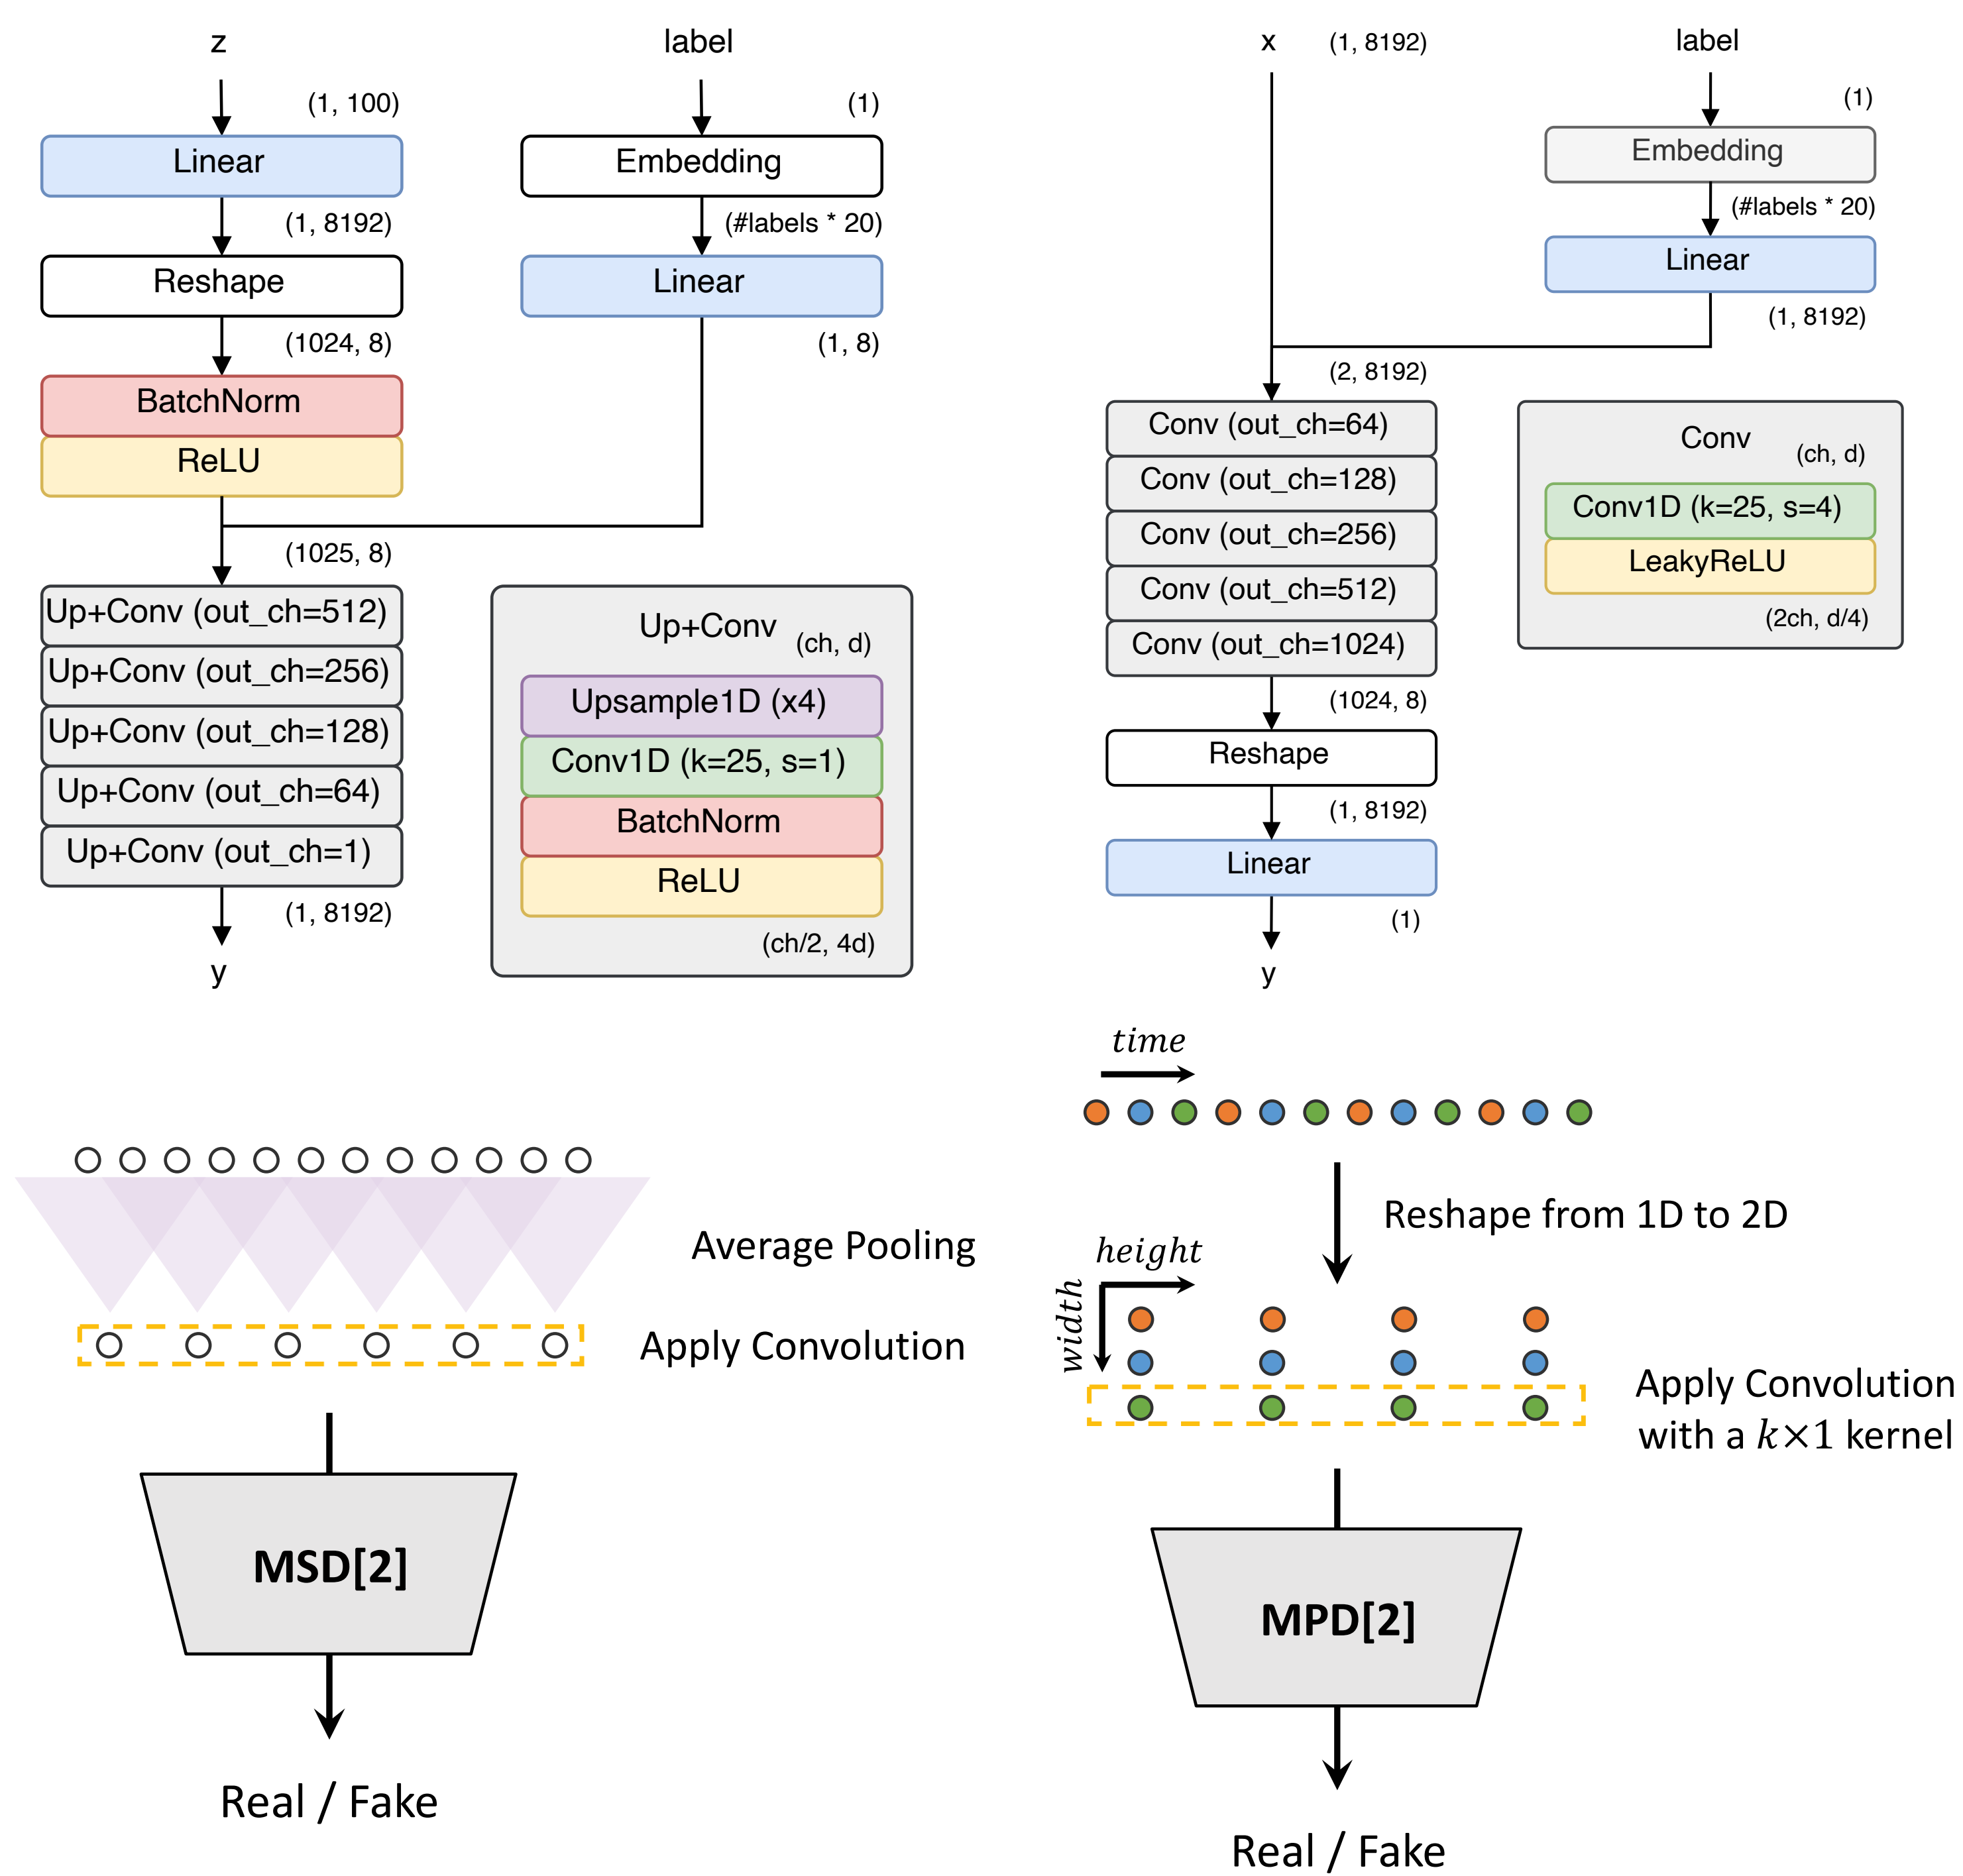 z
label
(1, 100)
(1)
Linear
Embedding
(1, 8192)
(#labels * 20)
Reshape
Linear
(1024, 8)
(1, 8)
BatchNorm
ReLU
(1025, 8)
Up+Conv (out_ch=512)
Up+Conv (out_ch=256)
Up+Conv (out_ch=128)
Up+Conv (out_ch=64)
Up+Conv (out_ch=1)
(1, 8192)
y
Up+Conv
(ch, d)
Upsample1D (x4)
Conv1D (k=25, s=1)
BatchNorm
ReLU
(ch/2, 4d)
x
(1, 8192)
label
(1)
Embedding
(#labels * 20)
Linear
(1, 8192)
(2, 8192)
Conv (out_ch=64)
Conv (out_ch=128)
Conv (out_ch=256)
Conv (out_ch=512)
Conv (out_ch=1024)
(1024, 8)
Reshape
(1, 8192)
Linear
(1)
y
Conv
(ch, d)
Conv1D (k=25, s=4)
LeakyReLU
(2ch, d/4)
Average Pooling
Apply Convolution
MSD[2]
Real / Fake
time
Reshape from 1D to 2D
height
width
Apply Convolution
with a k×1 kernel
MPD[2]
Real / Fake